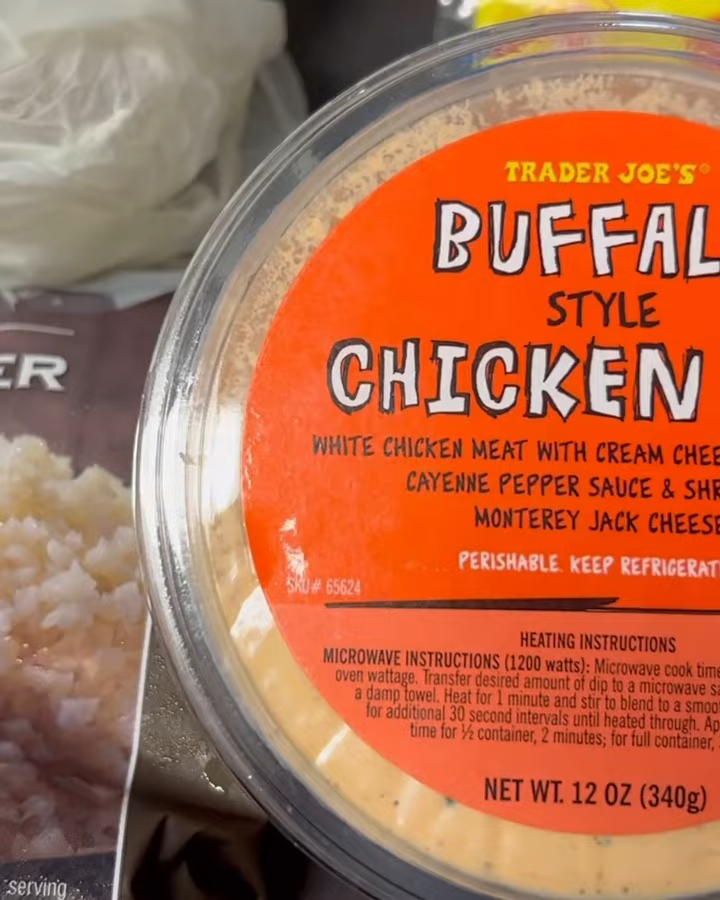 TRADER JOE'S®
BUFFAL
STYLE
CHICKEN
WHITE CHICKEN MEAT WITH CREAM CHEE
CAYENNE PEPPER SAUCE & SHR
MONTEREY JACK CHEESE
PERISHABLE. KEEP REFRIGERAT
SKU# 65624
HEATING INSTRUCTIONS
MICROWAVE INSTRUCTIONS (1200 watts): Microwave cook time
oven wattage. Transfer desired amount of dip to a microwave sa
a damp towel. Heat for 1 minute and stir to blend to a smoo
for additional 30 second intervals until heated through. Ap
time for ½ container, 2 minutes; for full container,
NET WT. 12 OZ (340g)
ER
serving